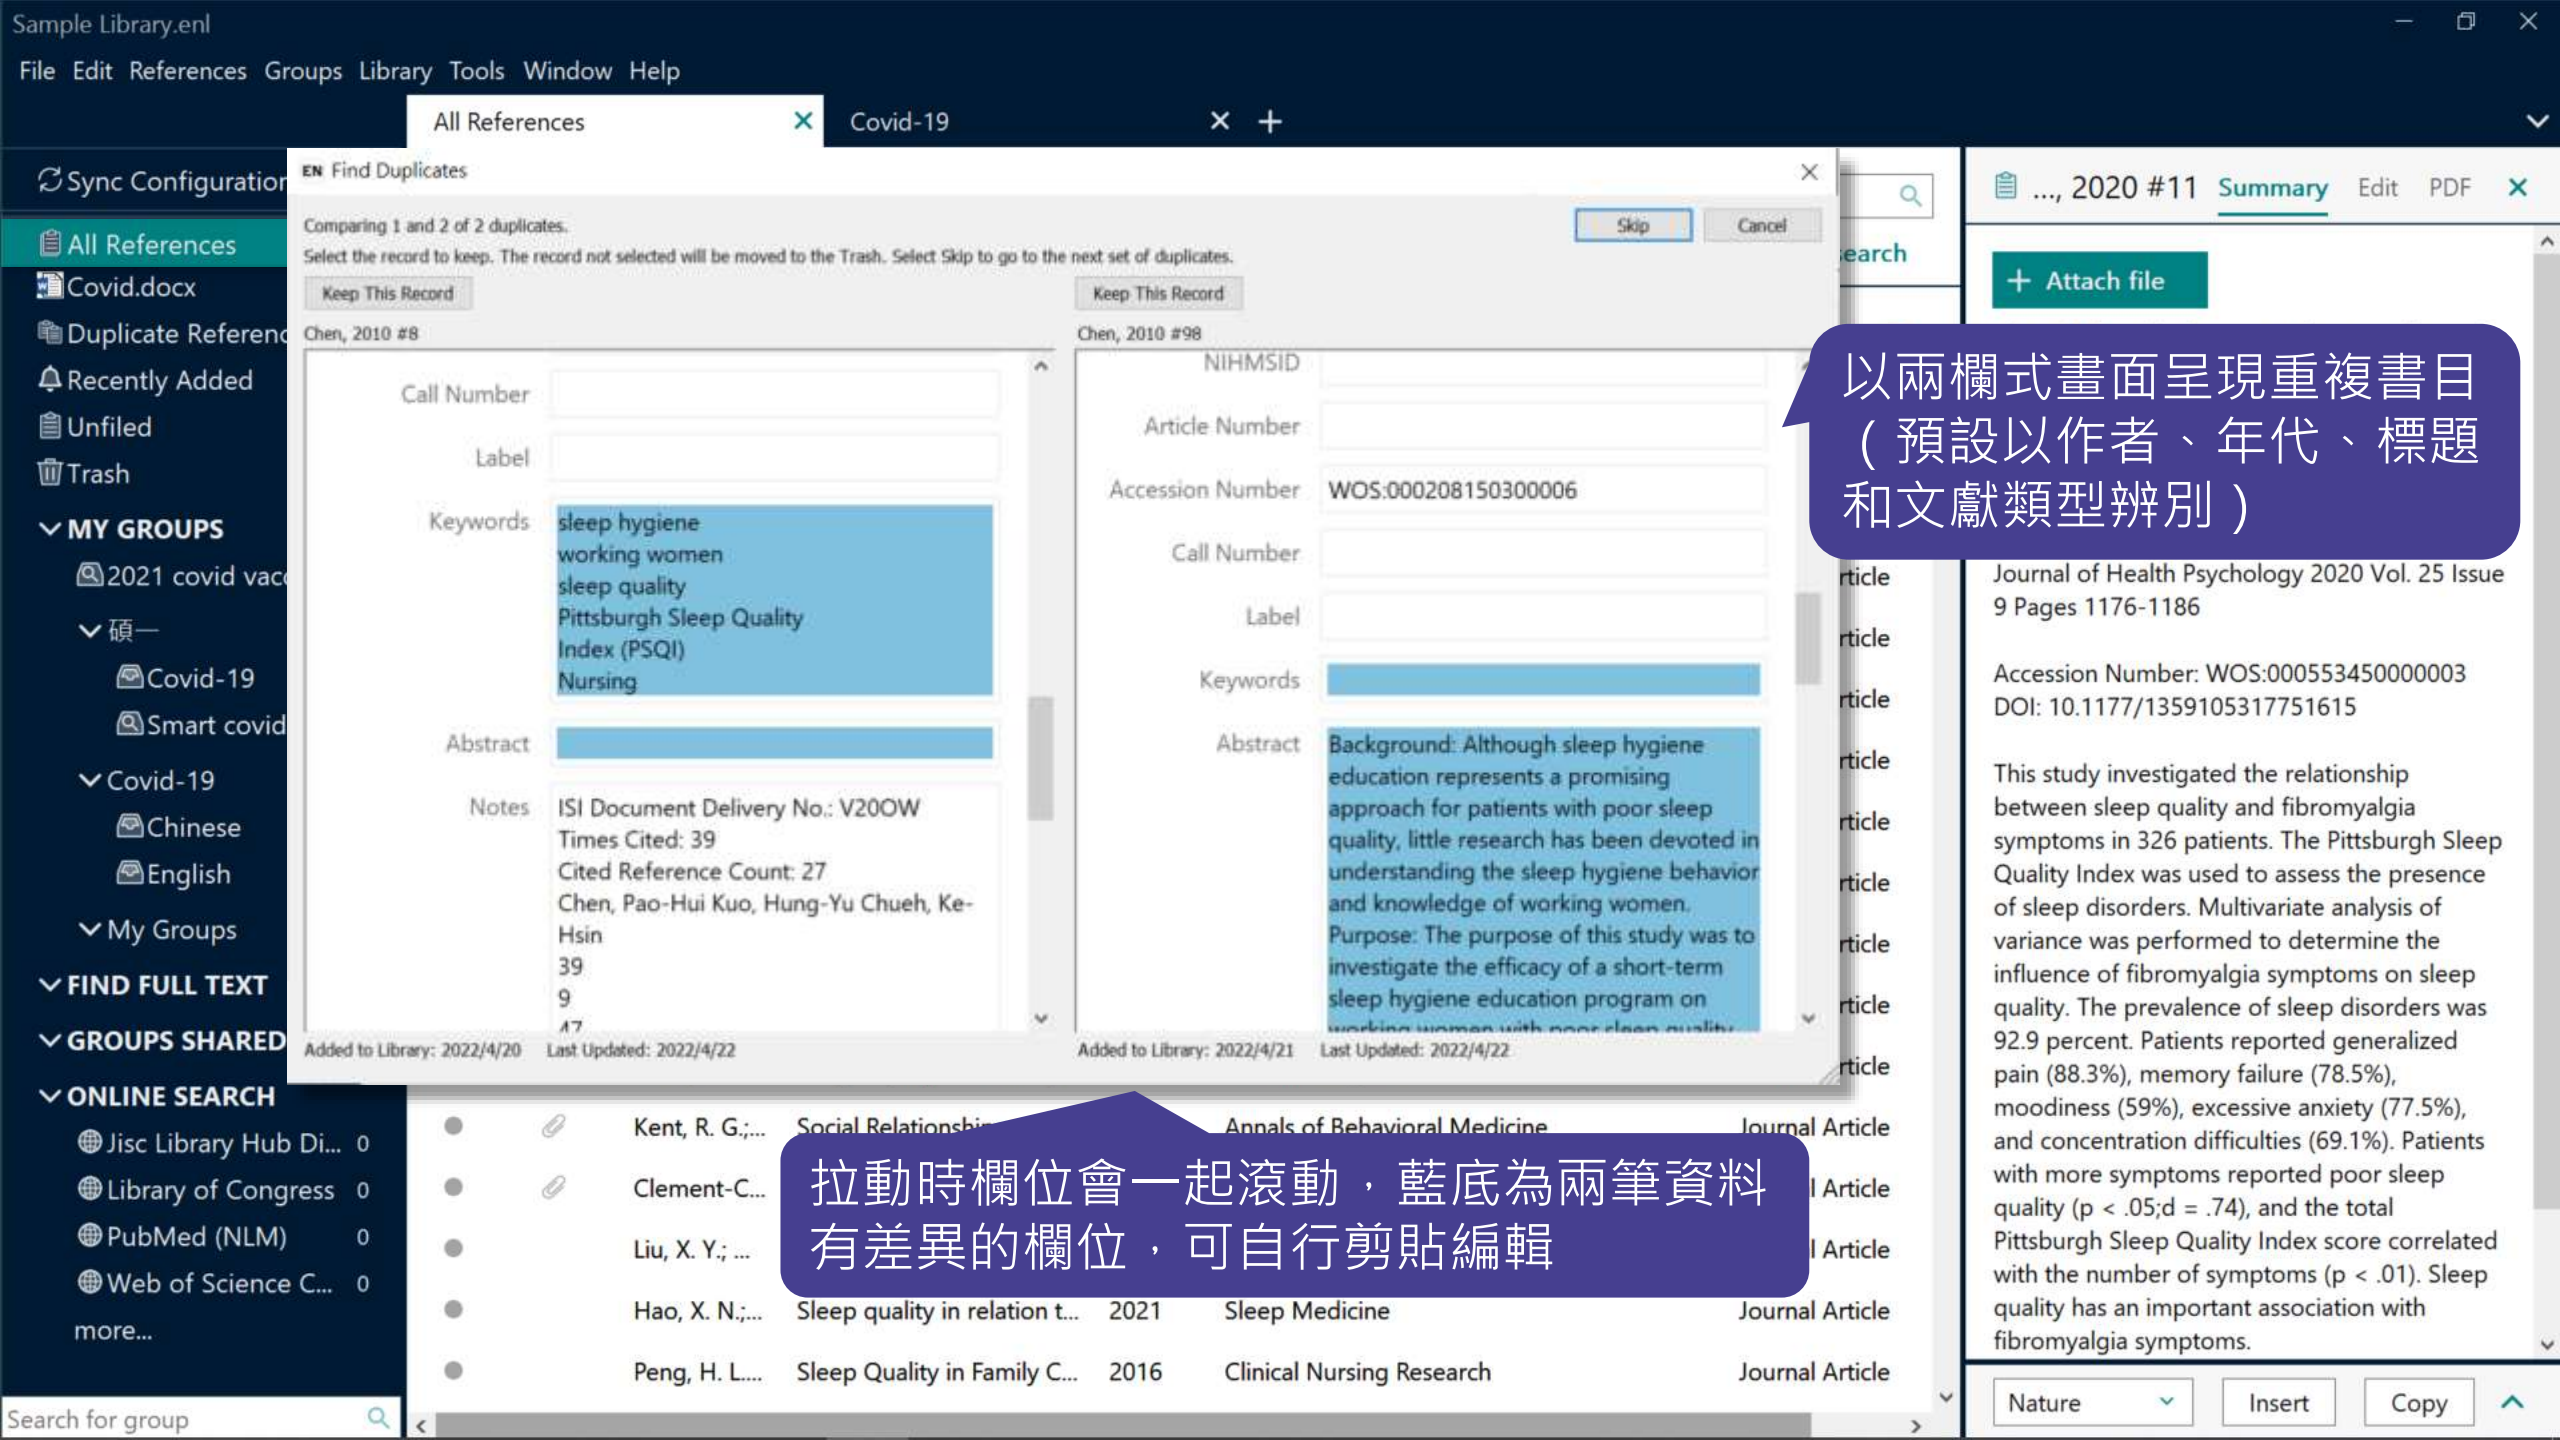 Sample Library.enl
File Edit References Groups Library Tools Window Help
All References
Covid-19
Sync Configuration
All References
Covid.docx
Duplicate Referenc
Recently Added
Unfiled
Trash
MY GROUPS
2021 covid vacc
碩一
Covid-19
Smart covid
Covid-19
Chinese
English
My Groups
FIND FULL TEXT
GROUPS SHARED
ONLINE SEARCH
Jisc Library Hub Di... 0
Library of Congress 0
PubMed (NLM) 0
Web of Science C... 0
more...
Search for group
EN Find Duplicates
Comparing 1 and 2 of 2 duplicates.
Skip Cancel
Select the record to keep. The record not selected will be moved to the Trash. Select Skip to go to the next set of duplicates.
Keep This Record
Chen, 2010 #8
Call Number
Label
Keywords sleep hygiene
working women
sleep quality
Pittsburgh Sleep Quality
Index (PSQI)
Nursing
Abstract
Notes ISI Document Delivery No.: V20OW
Times Cited: 39
Cited Reference Count: 27
Chen, Pao-Hui Kuo, Hung-Yu Chueh, Ke-
Hsin
39
9
47
Added to Library: 2022/4/20 Last Updated: 2022/4/22
Keep This Record
Chen, 2010 #98
NIHMSID
Article Number
Accession Number WOS:000208150300006
Call Number
Label
Keywords
Abstract Background: Although sleep hygiene
education represents a promising
approach for patients with poor sleep
quality, little research has been devoted in
understanding the sleep hygiene behavior
and knowledge of working women.
Purpose: The purpose of this study was to
investigate the efficacy of a short-term
sleep hygiene education program on
working women with poor sleep quality
Added to Library: 2022/4/21 Last Updated: 2022/4/22
earch
rticle
rticle
rticle
rticle
rticle
rticle
rticle
rticle
rticle
以兩欄式畫面呈現重複書目
（預設以作者、年代、標題
和文獻類型辨別）
拉動時欄位會一起滾動，藍底為兩筆資料
有差異的欄位，可自行剪貼編輯
Kent, R. G.;... Social Relationship Annals of Behavioral Medicine Journal Article
Clement-C... l Article
Liu, X. Y.; ... l Article
Hao, X. N.;... Sleep quality in relation t... 2021 Sleep Medicine Journal Article
Peng, H. L.... Sleep Quality in Family C... 2016 Clinical Nursing Research Journal Article
..., 2020 #11 Summary Edit PDF
+ Attach file
Journal of Health Psychology 2020 Vol. 25 Issue
9 Pages 1176-1186
Accession Number: WOS:000553450000003
DOI: 10.1177/1359105317751615
This study investigated the relationship
between sleep quality and fibromyalgia
symptoms in 326 patients. The Pittsburgh Sleep
Quality Index was used to assess the presence
of sleep disorders. Multivariate analysis of
variance was performed to determine the
influence of fibromyalgia symptoms on sleep
quality. The prevalence of sleep disorders was
92.9 percent. Patients reported generalized
pain (88.3%), memory failure (78.5%),
moodiness (59%), excessive anxiety (77.5%),
and concentration difficulties (69.1%). Patients
with more symptoms reported poor sleep
quality (p < .05;d = .74), and the total
Pittsburgh Sleep Quality Index score correlated
with the number of symptoms (p < .01). Sleep
quality has an important association with
fibromyalgia symptoms.
Nature Insert Copy